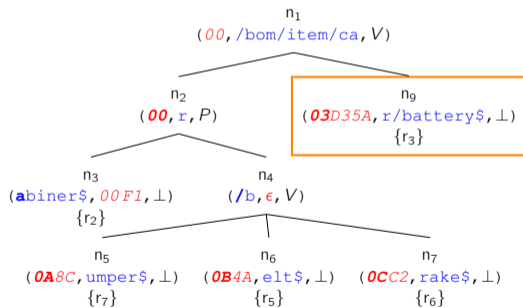 n₁
(00,/bom/item/ca,V)
n₂
(00,r,P)
n₉
(03D35A,r/battery$,⊥)
{r₃}
n₃
(abiner$,00F1,⊥)
{r₂}
n₄
(/b,ϵ,V)
n₅
(0A8C,umper$,⊥)
{r₇}
n₆
(0B4A,elt$,⊥)
{r₅}
n₇
(0CC2,rake$,⊥)
{r₆}